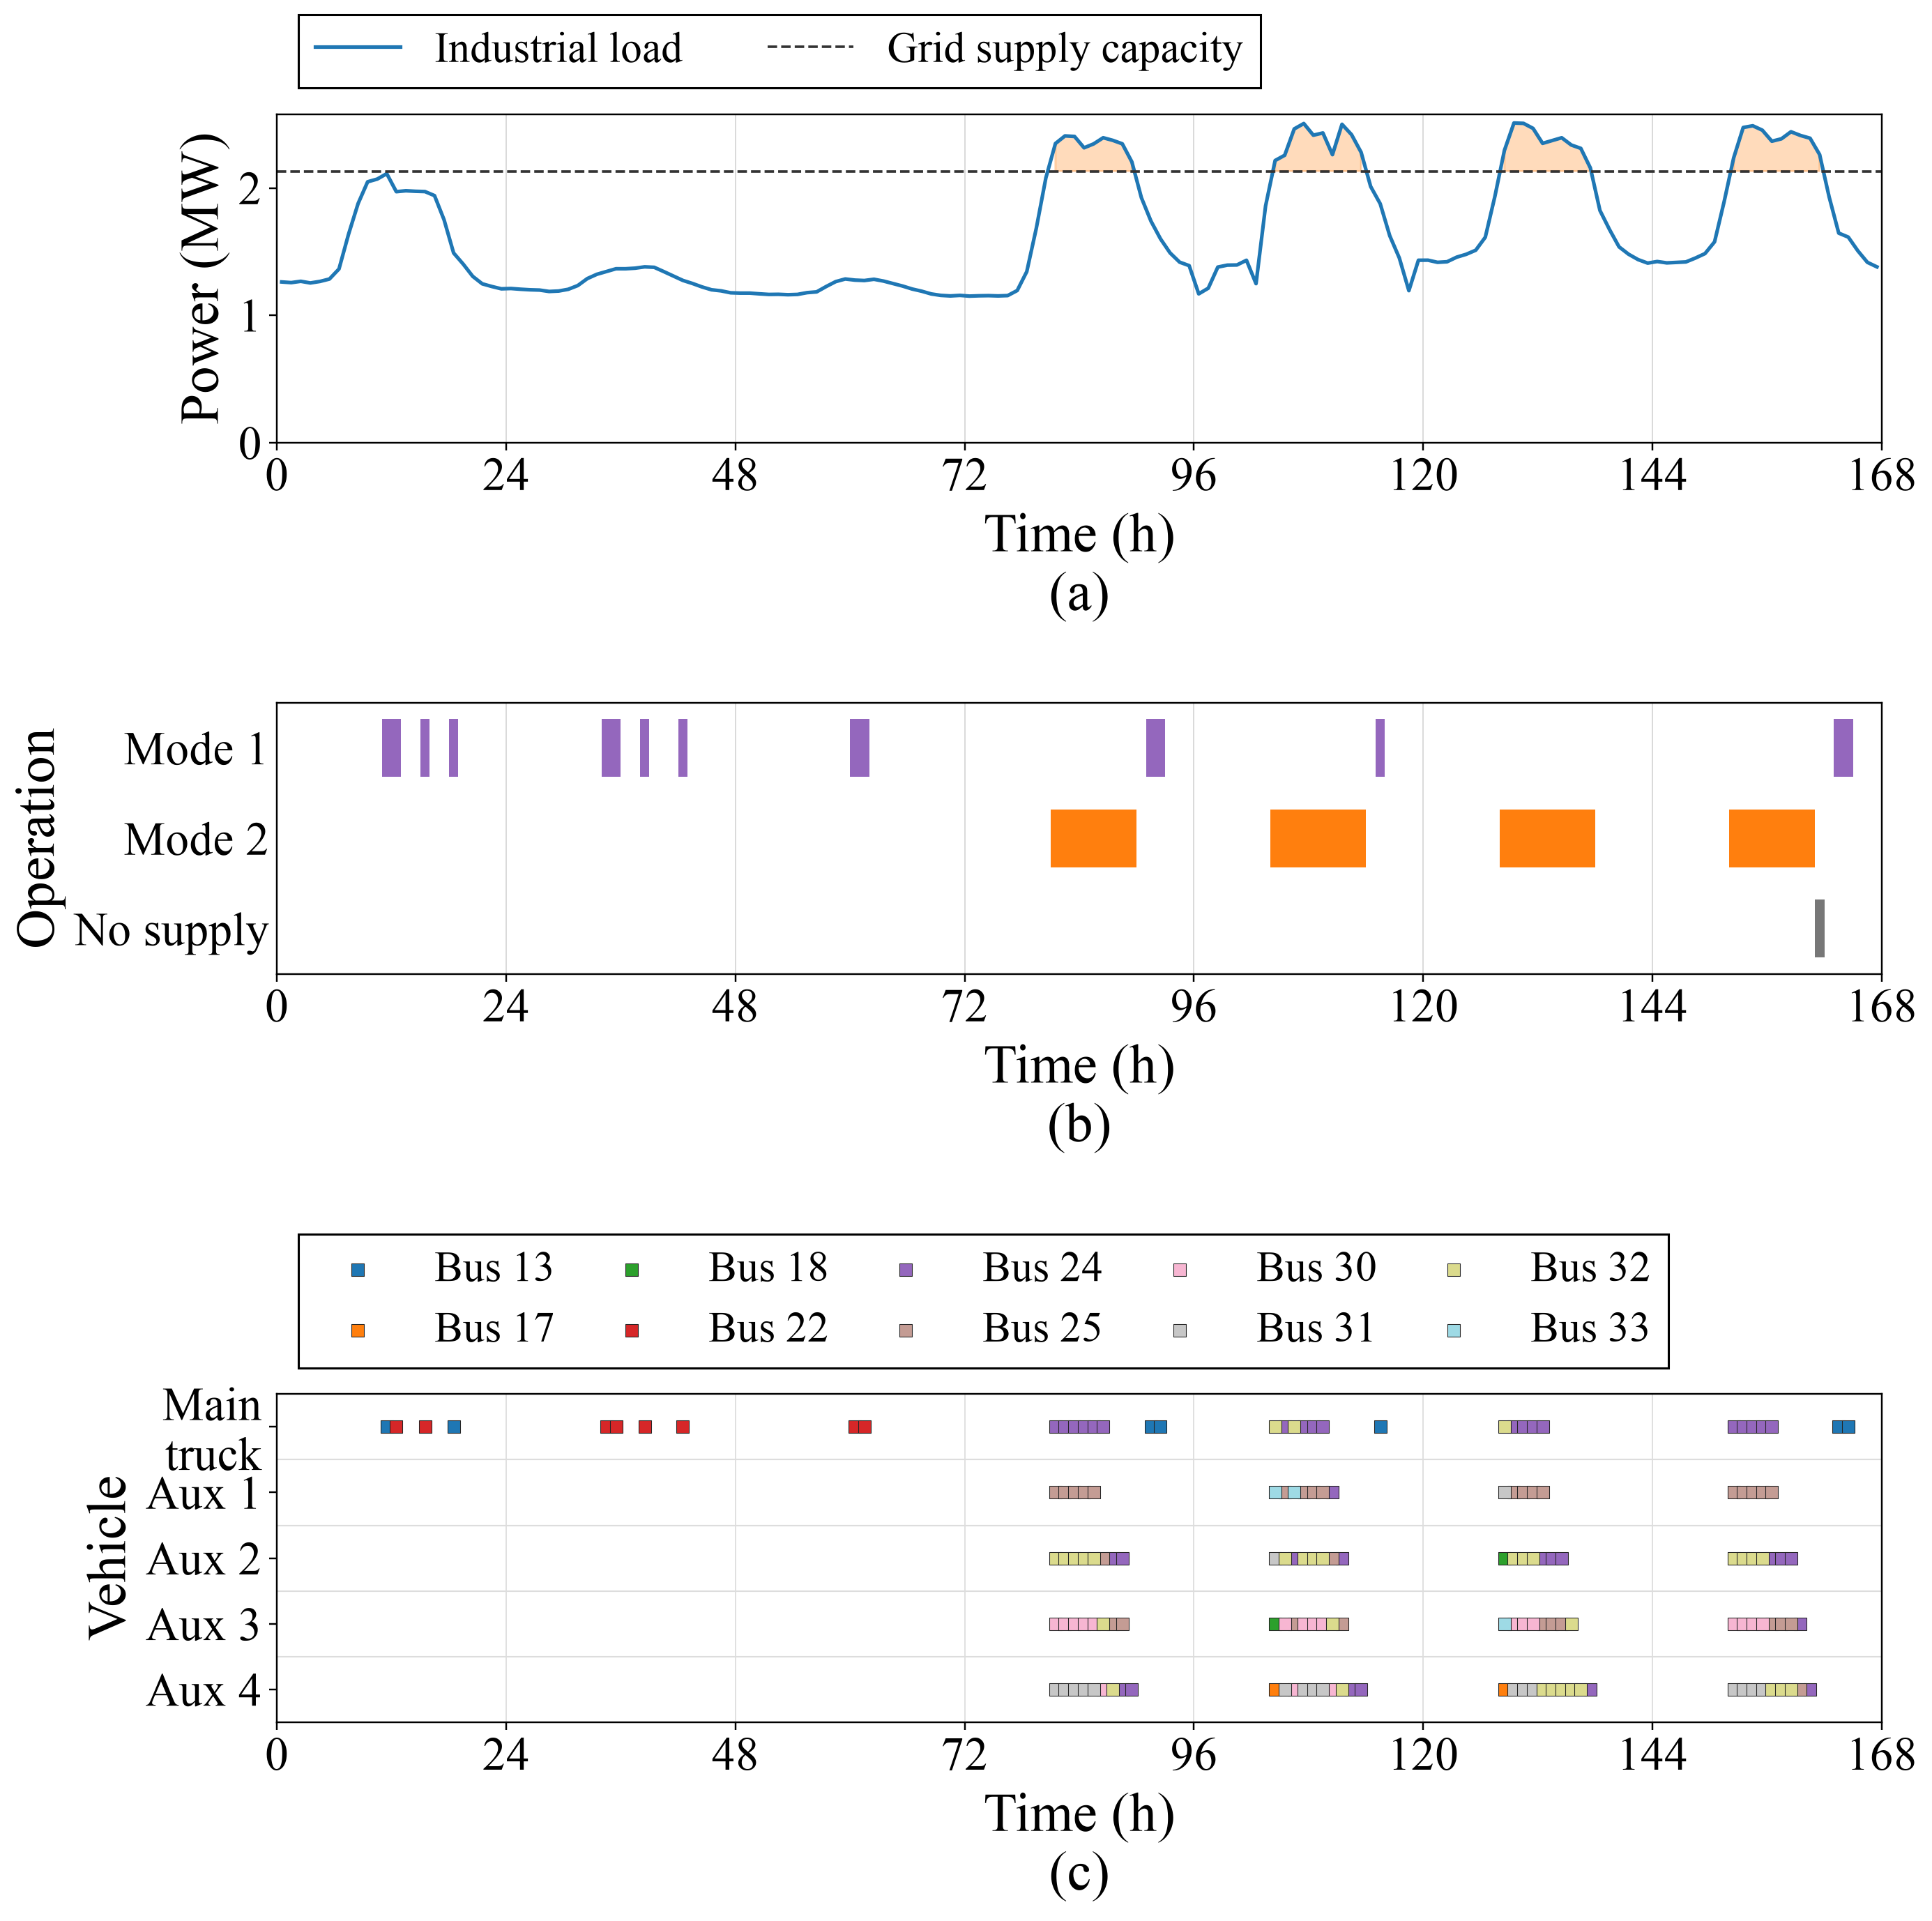 Industrial load Grid supply capacity
Power (MW)
2
1
0
0 24 48 72 96 120 144 168
Time (h)
(a)
Operation
Mode 1
Mode 2
No supply
0 24 48 72 96 120 144 168
Time (h)
(b)
Bus 13 Bus 18 Bus 24 Bus 30 Bus 32
Bus 17 Bus 22 Bus 25 Bus 31 Bus 33
Vehicle
Main
truck
Aux 1
Aux 2
Aux 3
Aux 4
0 24 48 72 96 120 144 168
Time (h)
(c)